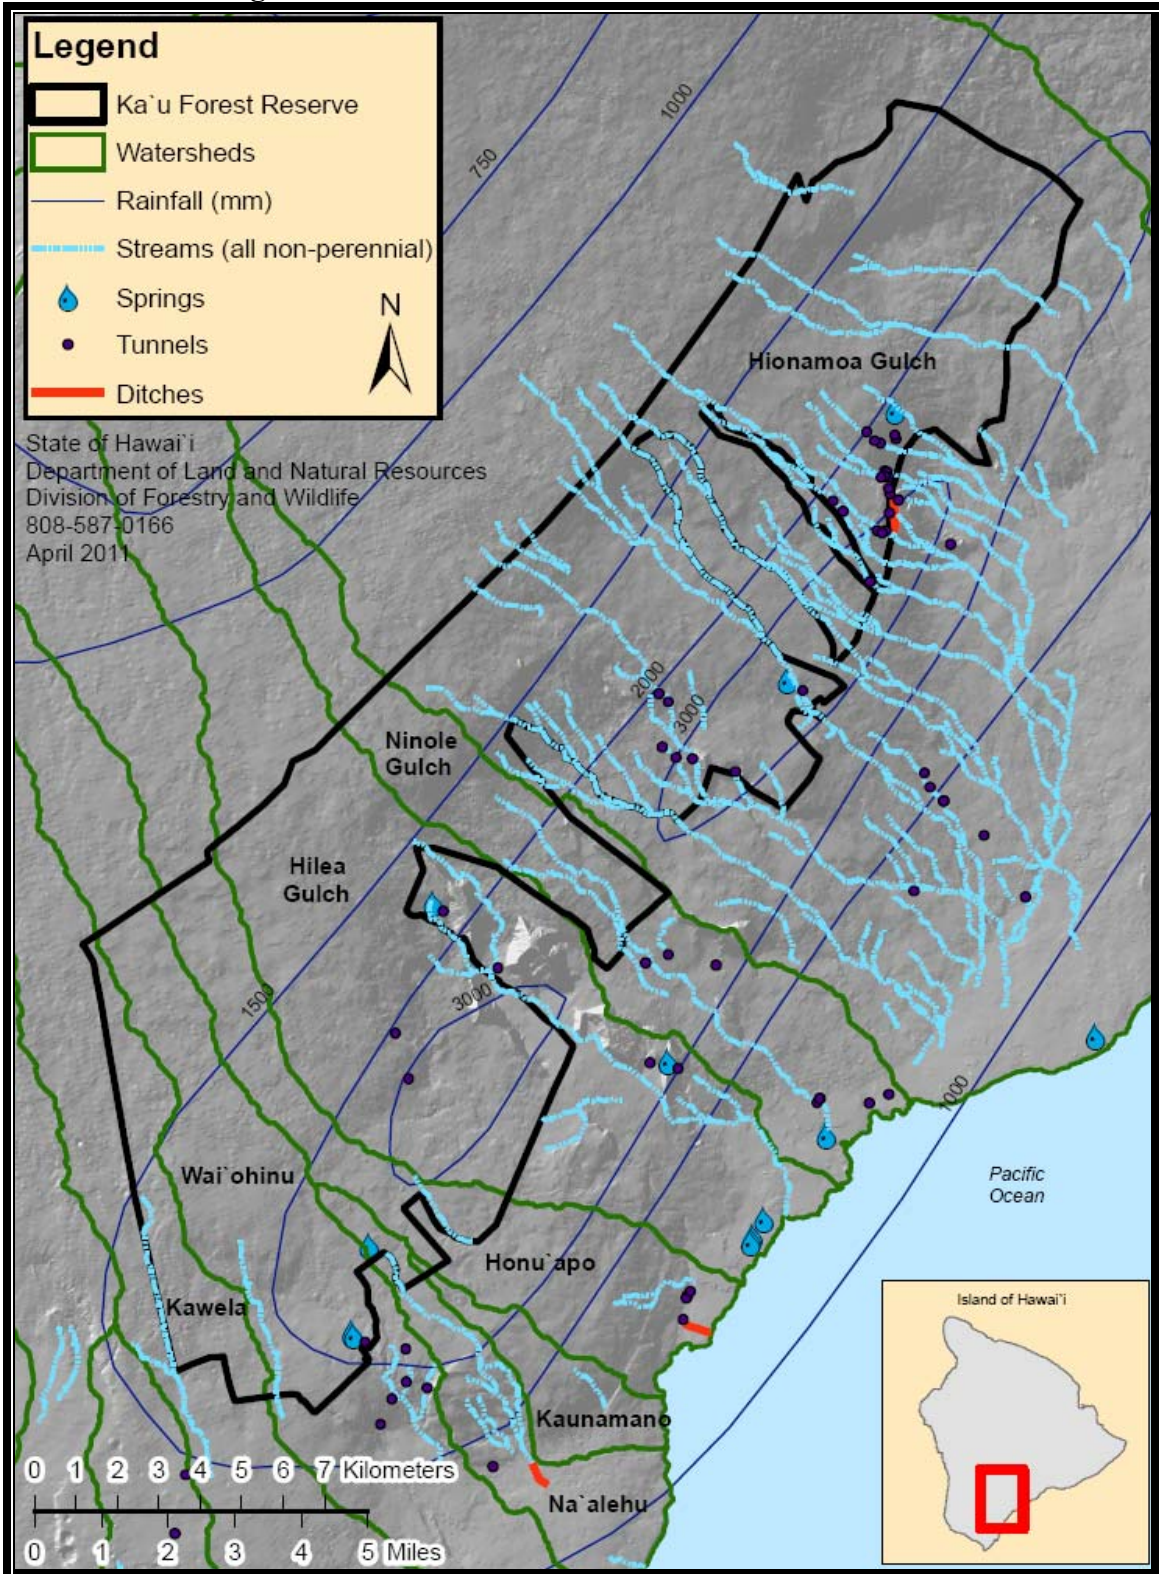 Legend
Ka`u Forest Reserve
Watersheds
Rainfall (mm)
Streams (all non-perennial)
Springs
Tunnels
Ditches
N
State of Hawai`i
Department of Land and Natural Resources
Division of Forestry and Wildlife
808-587-0166
April 2011
1000
750
Hionamoa Gulch
2000
3000
Ninole
Gulch
Hilea
Gulch
1500
3000
1000
Wai`ohinu
Pacific
Ocean
Honu`apo
Kawela
Kaunamano
Na`alehu
0 1 2 3 4 5 6 7 Kilometers
0 1 2 3 4 5 Miles
Island of Hawai`i